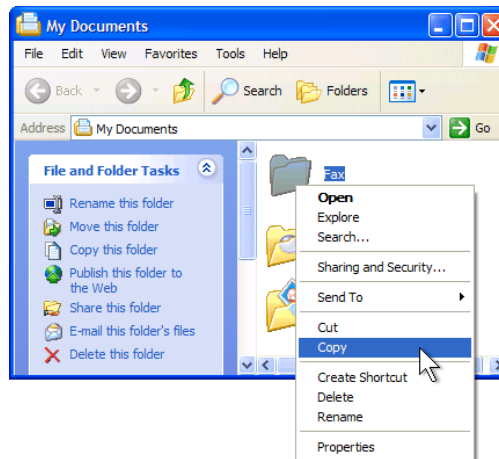 My Documents
File Edit View Favorites Tools Help
Back Search Folders
Address My Documents Go
File and Folder Tasks
Rename this folder
Move this folder
Copy this folder
Publish this folder to
the Web
Share this folder
E-mail this folder's files
Delete this folder
Fax
Open
Explore
Search...
Sharing and Security...
Send To
Cut
Copy
Create Shortcut
Delete
Rename
Properties